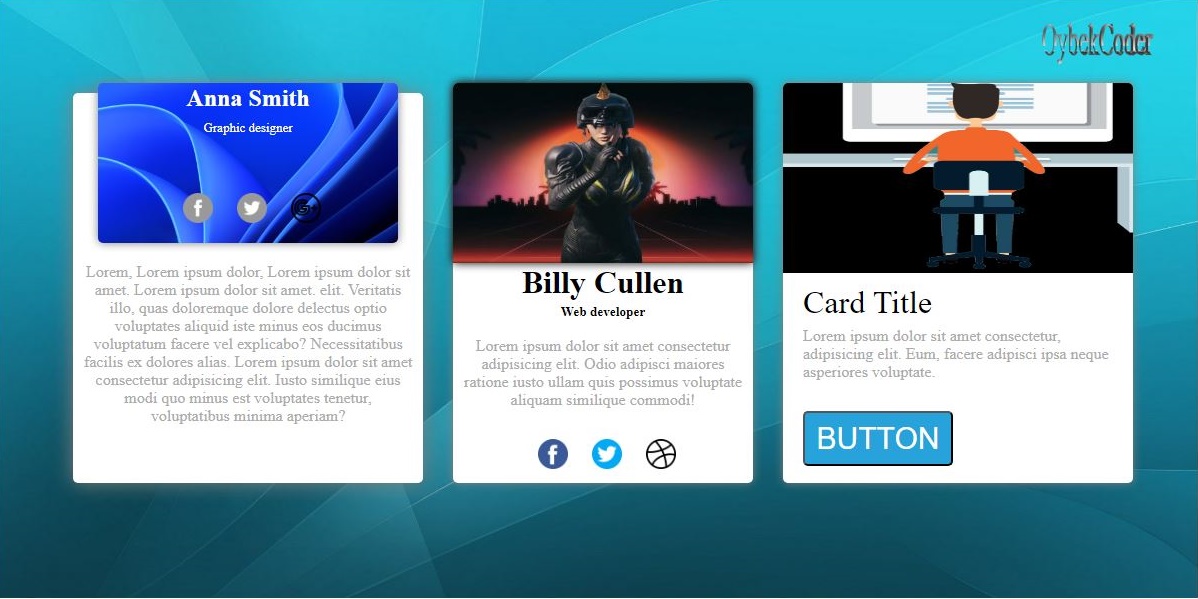 OybekCoder
Anna Smith
Graphic designer
Lorem, Lorem ipsum dolor, Lorem ipsum dolor sit
amet. Lorem ipsum dolor sit amet. elit. Veritatis
illo, quas doloremque dolore delectus optio
voluptates aliquid iste minus eos ducimus
voluptatum facere vel explicabo? Necessitatibus
facilis ex dolores alias. Lorem ipsum dolor sit amet
consectetur adipisicing elit. Iusto similique eius
modi quo minus est voluptates tenetur,
voluptatibus minima aperiam?
Billy Cullen
Web developer
Lorem ipsum dolor sit amet consectetur
adipisicing elit. Odio adipisci maiores
ratione iusto ullam quis possimus voluptate
aliquam similique commodi!
Card Title
Lorem ipsum dolor sit amet consectetur,
adipisicing elit. Eum, facere adipisci ipsa neque
asperiores voluptate.
BUTTON